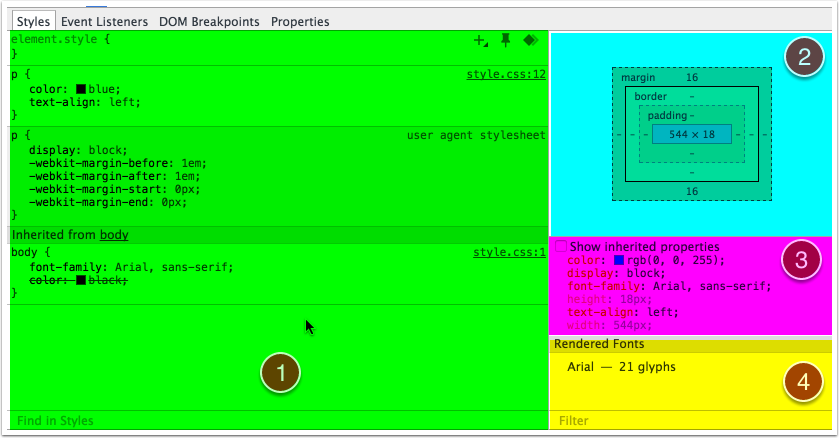 Styles Event Listeners DOM Breakpoints Properties
element.style {
}
p { style.css:12
color: blue;
text-align: left;
}
p { user agent stylesheet
display: block;
-webkit-margin-before: 1em;
-webkit-margin-after: 1em;
-webkit-margin-start: 0px;
-webkit-margin-end: 0px;
}
Inherited from body
body { style.css:1
font-family: Arial, sans-serif;
color: black;
}
1
Find in Styles
2
margin 16
border -
padding -
- - - 544 × 18 - - -
-
-
16
3
Show inherited properties
color: rgb(0, 0, 255);
display: block;
font-family: Arial, sans-serif;
height: 18px;
text-align: left;
width: 544px;
Rendered Fonts
Arial — 21 glyphs
4
Filter